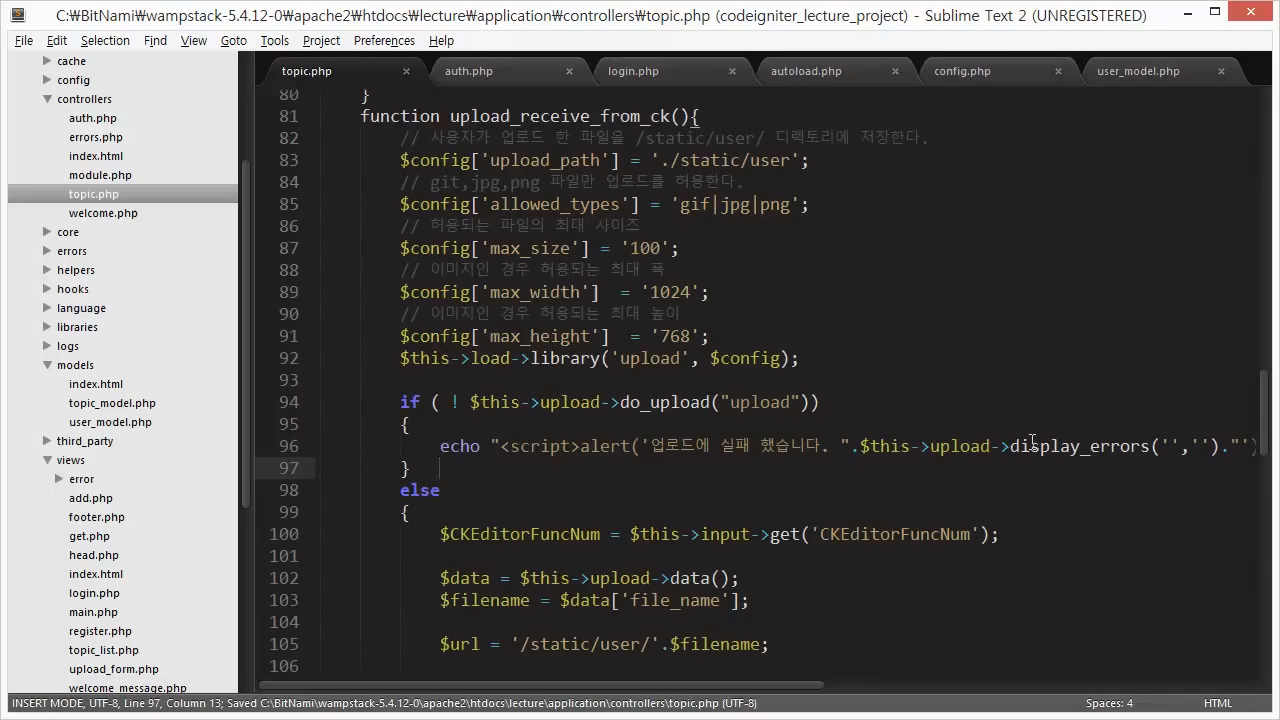 C:₩BitNami₩wampstack-5.4.12-0₩apache2₩htdocs₩lecture₩application₩controllers₩topic.php (codeigniter_lecture_project) - Sublime Text 2 (UNREGISTERED)
File Edit Selection Find View Goto Tools Project Preferences Help
cache
config
controllers
auth.php
errors.php
index.html
module.php
topic.php
welcome.php
core
errors
helpers
hooks
language
libraries
logs
models
index.html
topic_model.php
user_model.php
third_party
views
error
add.php
footer.php
get.php
head.php
index.html
login.php
main.php
register.php
topic_list.php
upload_form.php
welcome_message.php
topic.php × auth.php × login.php × autoload.php × config.php × user_model.php ×
80 }
81 function upload_receive_from_ck(){
82 // 사용자가 업로드 한 파일을 /static/user/ 디렉토리에 저장한다.
83 $config['upload_path'] = './static/user';
84 // git,jpg,png 파일만 업로드를 허용한다.
85 $config['allowed_types'] = 'gif|jpg|png';
86 // 허용되는 파일의 최대 사이즈
87 $config['max_size'] = '100';
88 // 이미지인 경우 허용되는 최대 폭
89 $config['max_width']  = '1024';
90 // 이미지인 경우 허용되는 최대 높이
91 $config['max_height']  = '768';
92 $this->load->library('upload', $config);
93
94 if ( ! $this->upload->do_upload("upload"))
95 {
96 echo "<script>alert('업로드에 실패 했습니다. ".$this->upload->display_errors('','')."')
97 }
98 else
99 {
100 $CKEditorFuncNum = $this->input->get('CKEditorFuncNum');
101
102 $data = $this->upload->data();
103 $filename = $data['file_name'];
104
105 $url = '/static/user/'.$filename;
106
INSERT MODE, UTF-8, Line 97, Column 13; Saved C:₩BitNami₩wampstack-5.4.12-0₩apache2₩htdocs₩lecture₩application₩controllers₩topic.php (UTF-8) Spaces: 4 HTML